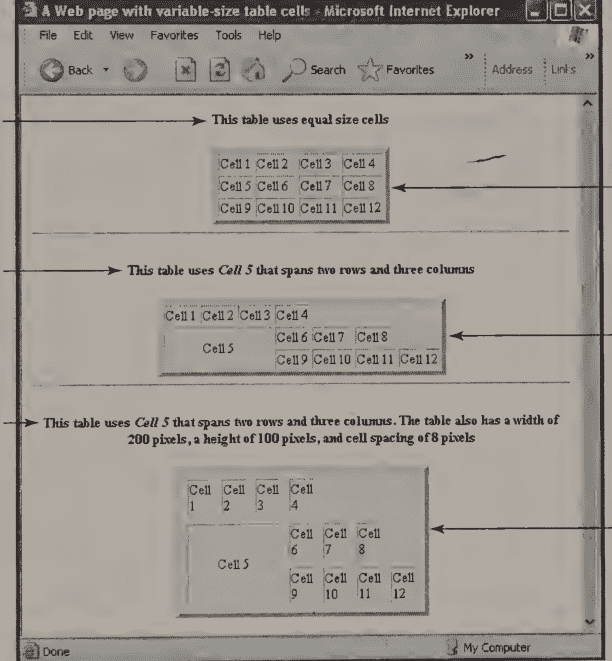 A Web page with variable-size table cells - Microsoft Internet Explorer
File Edit View Favorites Tools Help
Back Search Favorites » Address Links »
This table uses equal size cells
Cell 1 Cell 2 Cell 3 Cell 4
Cell 5 Cell 6 Cell 7 Cell 8
Cell 9 Cell 10 Cell 11 Cell 12
This table uses Cell 5 that spans two rows and three columns
Cell 1 Cell 2 Cell 3 Cell 4
Cell 5 Cell 6 Cell 7 Cell 8
Cell 9 Cell 10 Cell 11 Cell 12
This table uses Cell 5 that spans two rows and three columns. The table also has a width of
200 pixels, a height of 100 pixels, and cell spacing of 8 pixels
Cell Cell Cell Cell
1 2 3 4
Cell Cell Cell
6 7 8
Cell 5
Cell Cell Cell Cell
9 10 11 12
Done My Computer